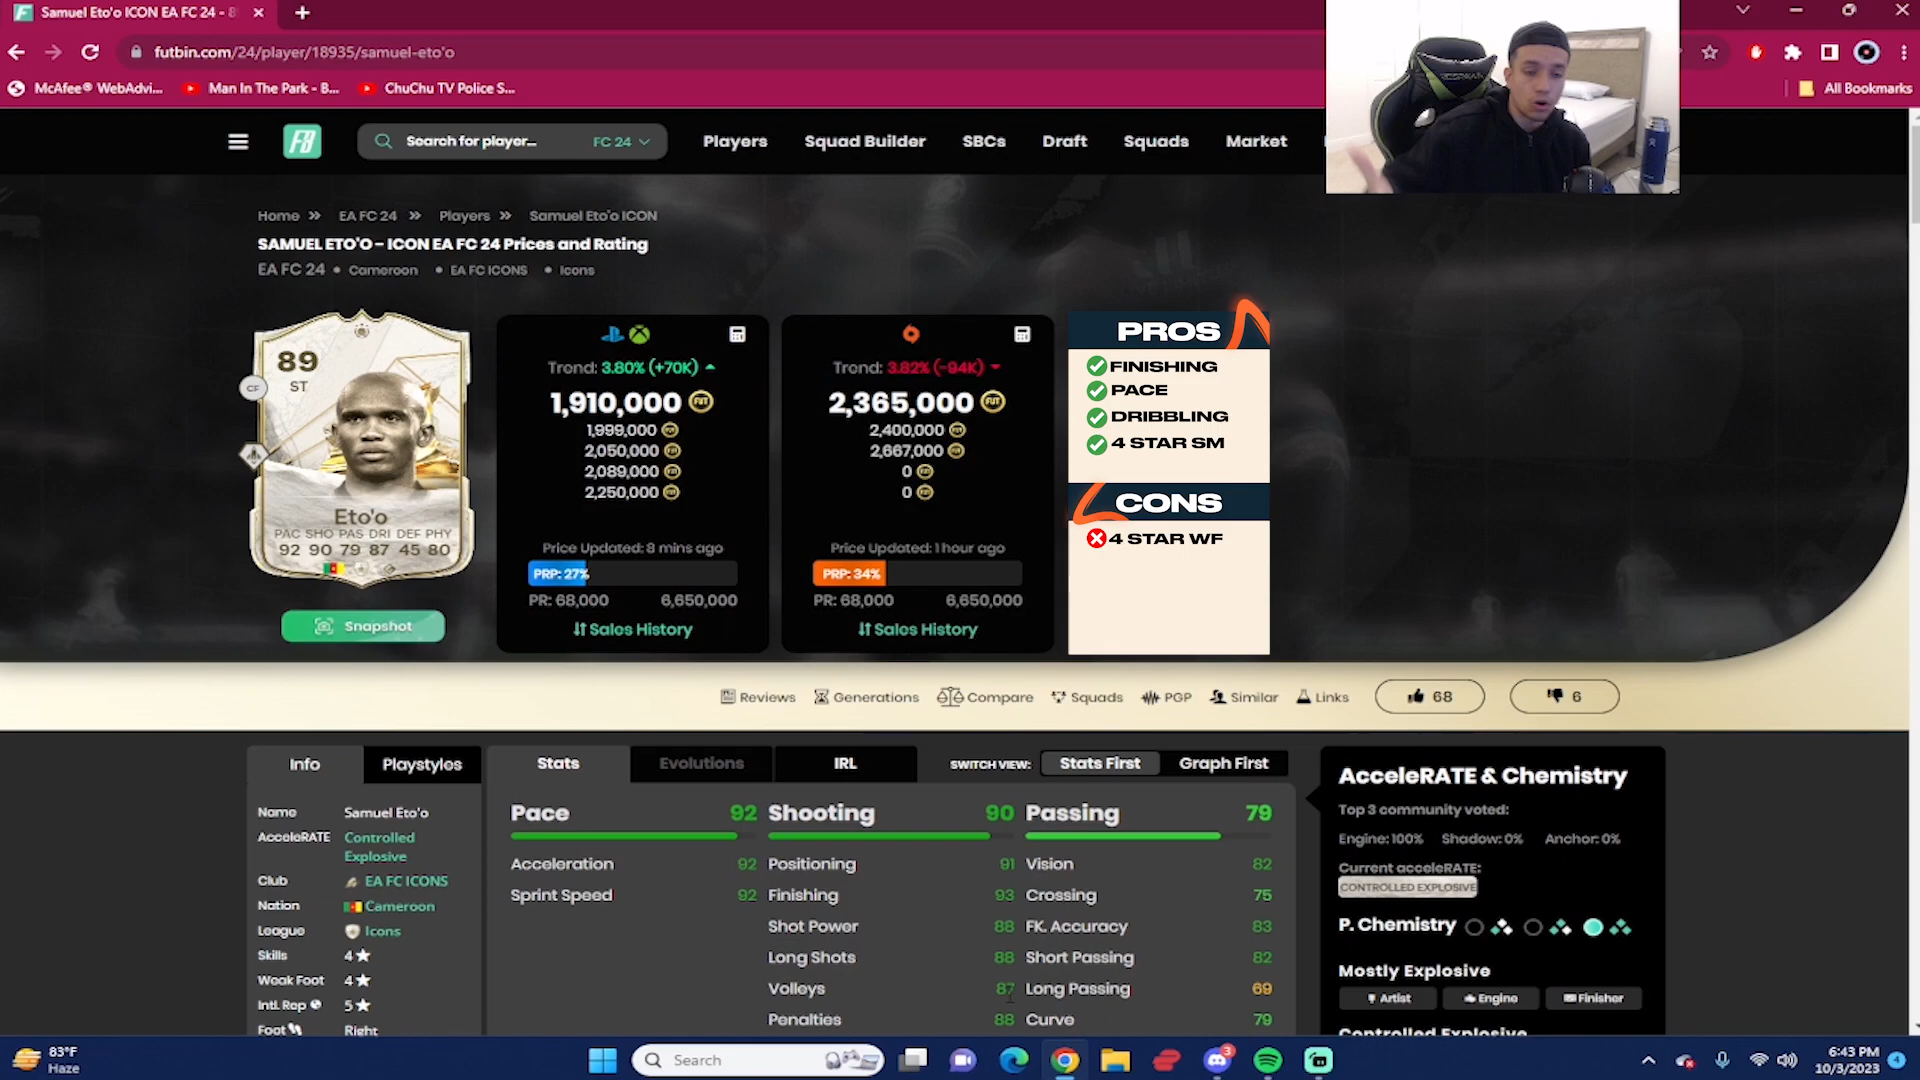 Samuel Eto'o ICON EA FC 24 - 8
futbin.com/24/player/18935/samuel-eto'o
McAfee® WebAdvi...
Man In The Park - B...
ChuChu TV Police S...
All Bookmarks
Search for player...
FC 24
Players
Squad Builder
SBCs
Draft
Squads
Market
Home >> EA FC 24 >> Players >> Samuel Eto'o ICON
SAMUEL ETO'O - ICON EA FC 24 Prices and Rating
EA FC 24 • Cameroon • EA FC ICONS • Icons
89
ST
CF
Eto'o
PAC SHO PAS DRI DEF PHY
92 90 79 87 45 80
Snapshot
Trend: 3.80% (+70K)
1,910,000
1,999,000
2,050,000
2,089,000
2,250,000
Price Updated: 8 mins ago
PRP: 27%
PR: 68,000 6,650,000
Sales History
Trend: 3.82% (-94K)
2,365,000
2,400,000
2,667,000
0
0
Price Updated: 1 hour ago
PRP: 34%
PR: 68,000 6,650,000
Sales History
PROS
FINISHING
PACE
DRIBBLING
4 STAR SM
CONS
4 STAR WF
Reviews
Generations
Compare
Squads
PGP
Similar
Links
68
6
Info
Playstyles
Name Samuel Eto'o
AcceleRATE Controlled
Explosive
Club EA FC ICONS
Nation Cameroon
League Icons
Skills 4★
Weak Foot 4★
Intl. Rep 5★
Foot Right
Stats
Evolutions
IRL
SWITCH VIEW:
Stats First
Graph First
Pace 92
Acceleration 92
Sprint Speed 92
Shooting 90
Positioning 91
Finishing 93
Shot Power 88
Long Shots 88
Volleys 87
Penalties 88
Passing 79
Vision 82
Crossing 75
FK. Accuracy 83
Short Passing 82
Long Passing 69
Curve 79
AcceleRATE & Chemistry
Top 3 community voted:
Engine: 100% Shadow: 0% Anchor: 0%
Current acceleRATE:
CONTROLLED EXPLOSIVE
P. Chemistry
Mostly Explosive
Artist
Engine
Finisher
Controlled Explosive
83°F
Haze
Search
3
6:43 PM
10/3/2023
4